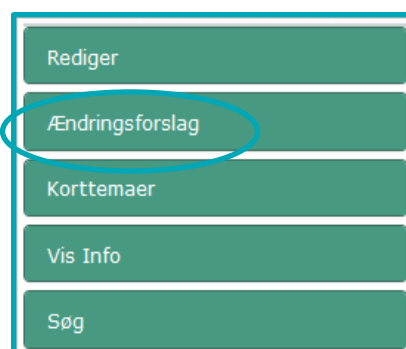 Rediger
Ændringsforslag
Korttemaer
Vis Info
Søg